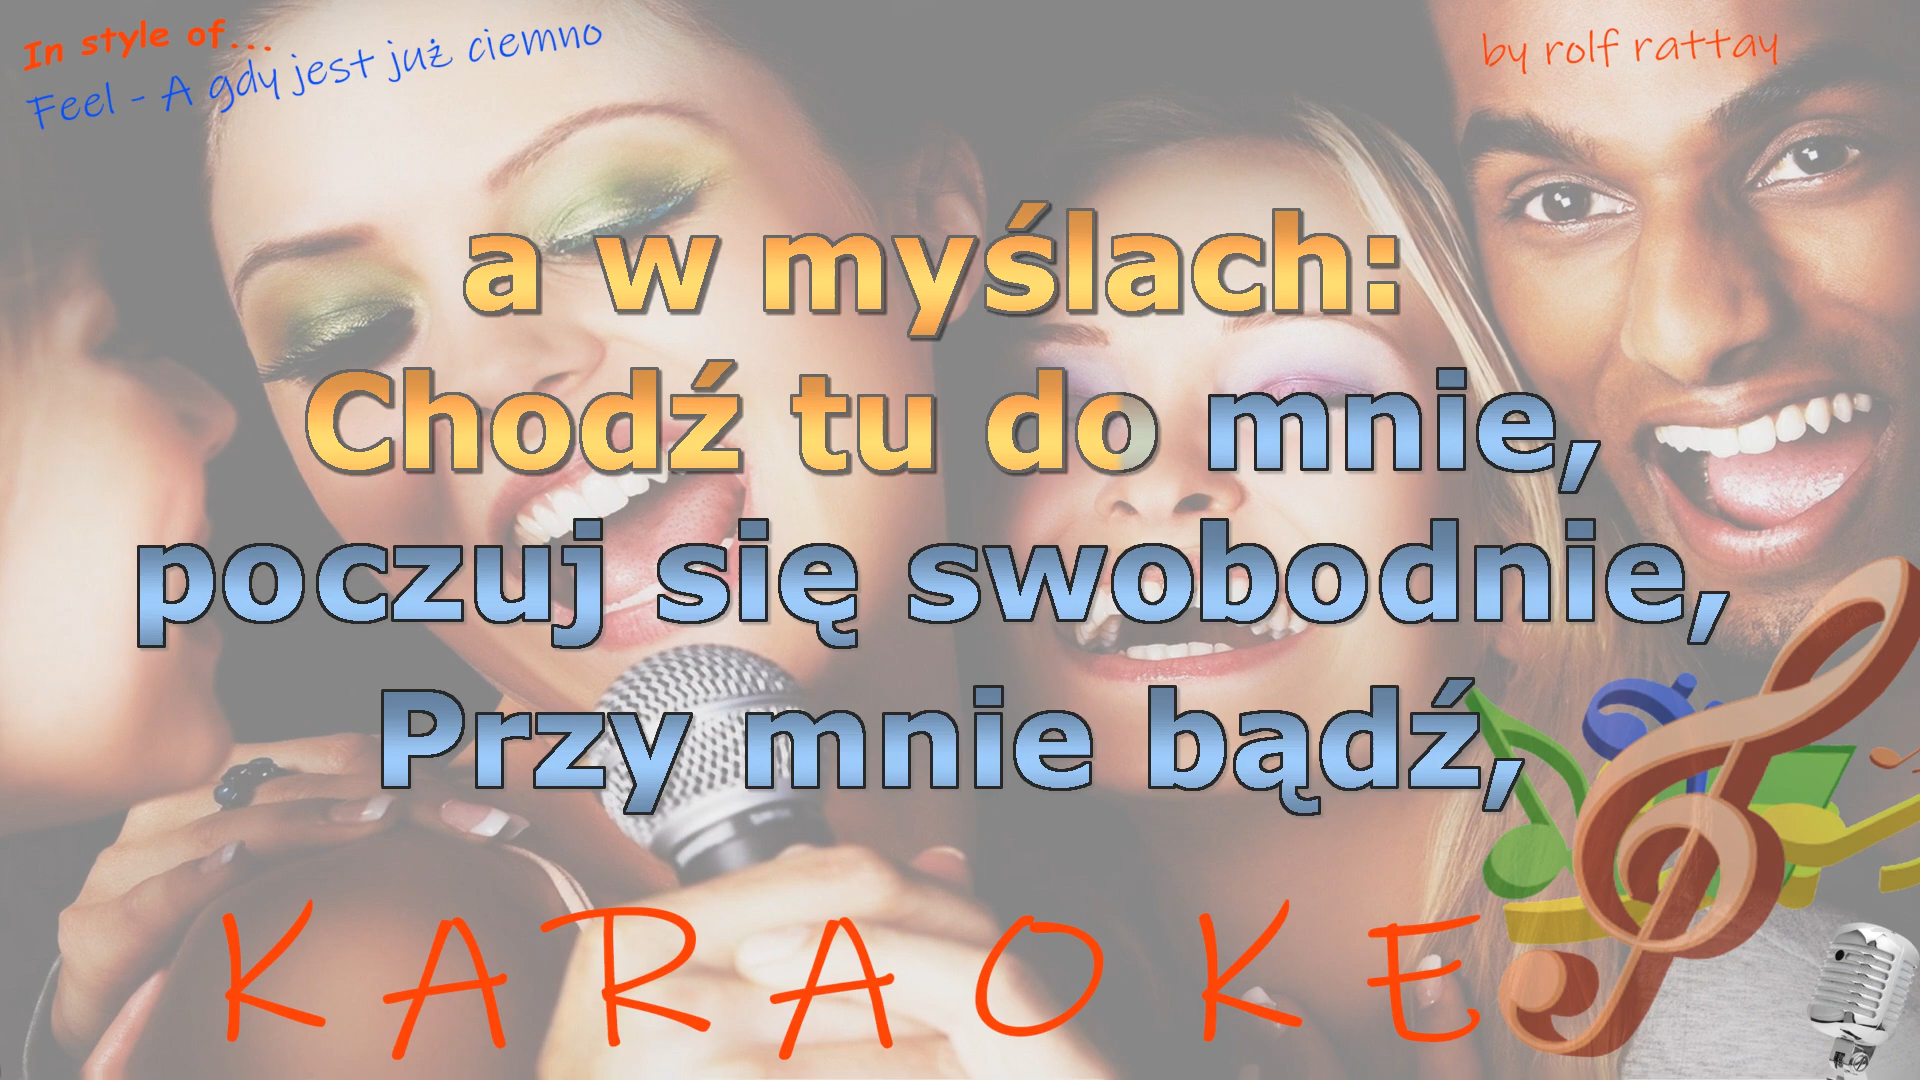 In style of...
Feel - A gdy jest już ciemno
by rolf rattay
a w myślach:
Chodź tu do mnie,
poczuj się swobodnie,
Przy mnie bądź,
KARAOKE